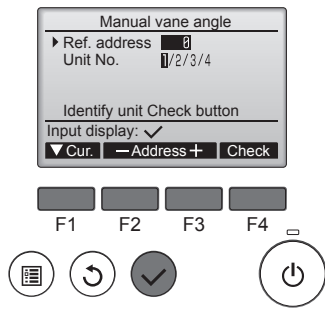 Manual vane angle
Ref. address 0
Unit No. 1/2/3/4
Identify unit Check button
Input display: ✓
▼ Cur. − Address + Check
F1 F2 F3 F4